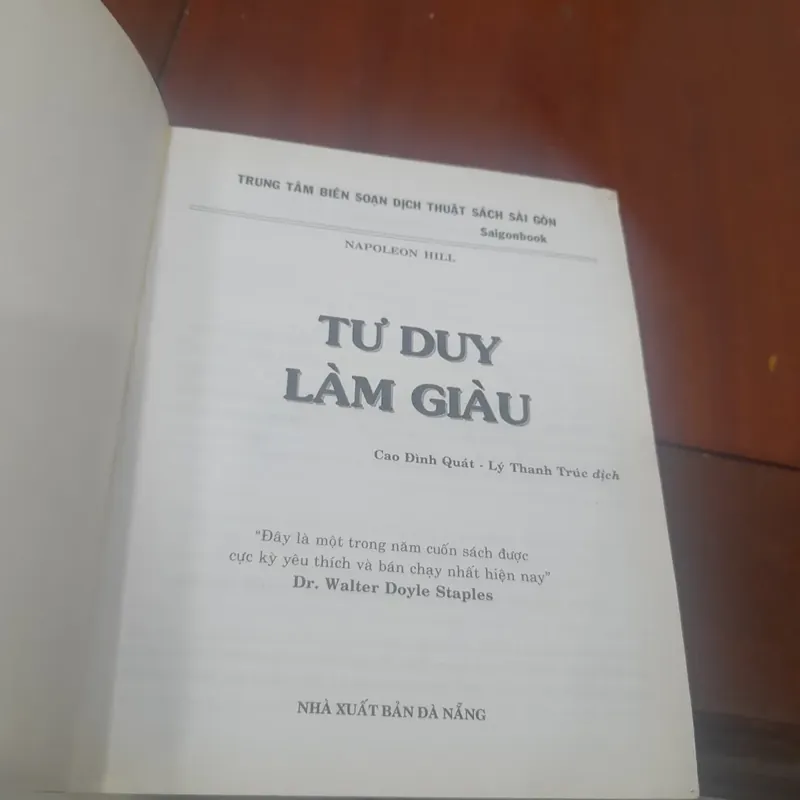 TRUNG TÂM BIÊN SOẠN DỊCH THUẬT SÁCH SÀI GÒN
Saigonbook
NAPOLEON HILL
TƯ DUY
LÀM GIÀU
Cao Đình Quát - Lý Thanh Trúc dịch
“Đây là một trong năm cuốn sách được
cực kỳ yêu thích và bán chạy nhất hiện nay”
Dr. Walter Doyle Staples
NHÀ XUẤT BẢN ĐÀ NẴNG